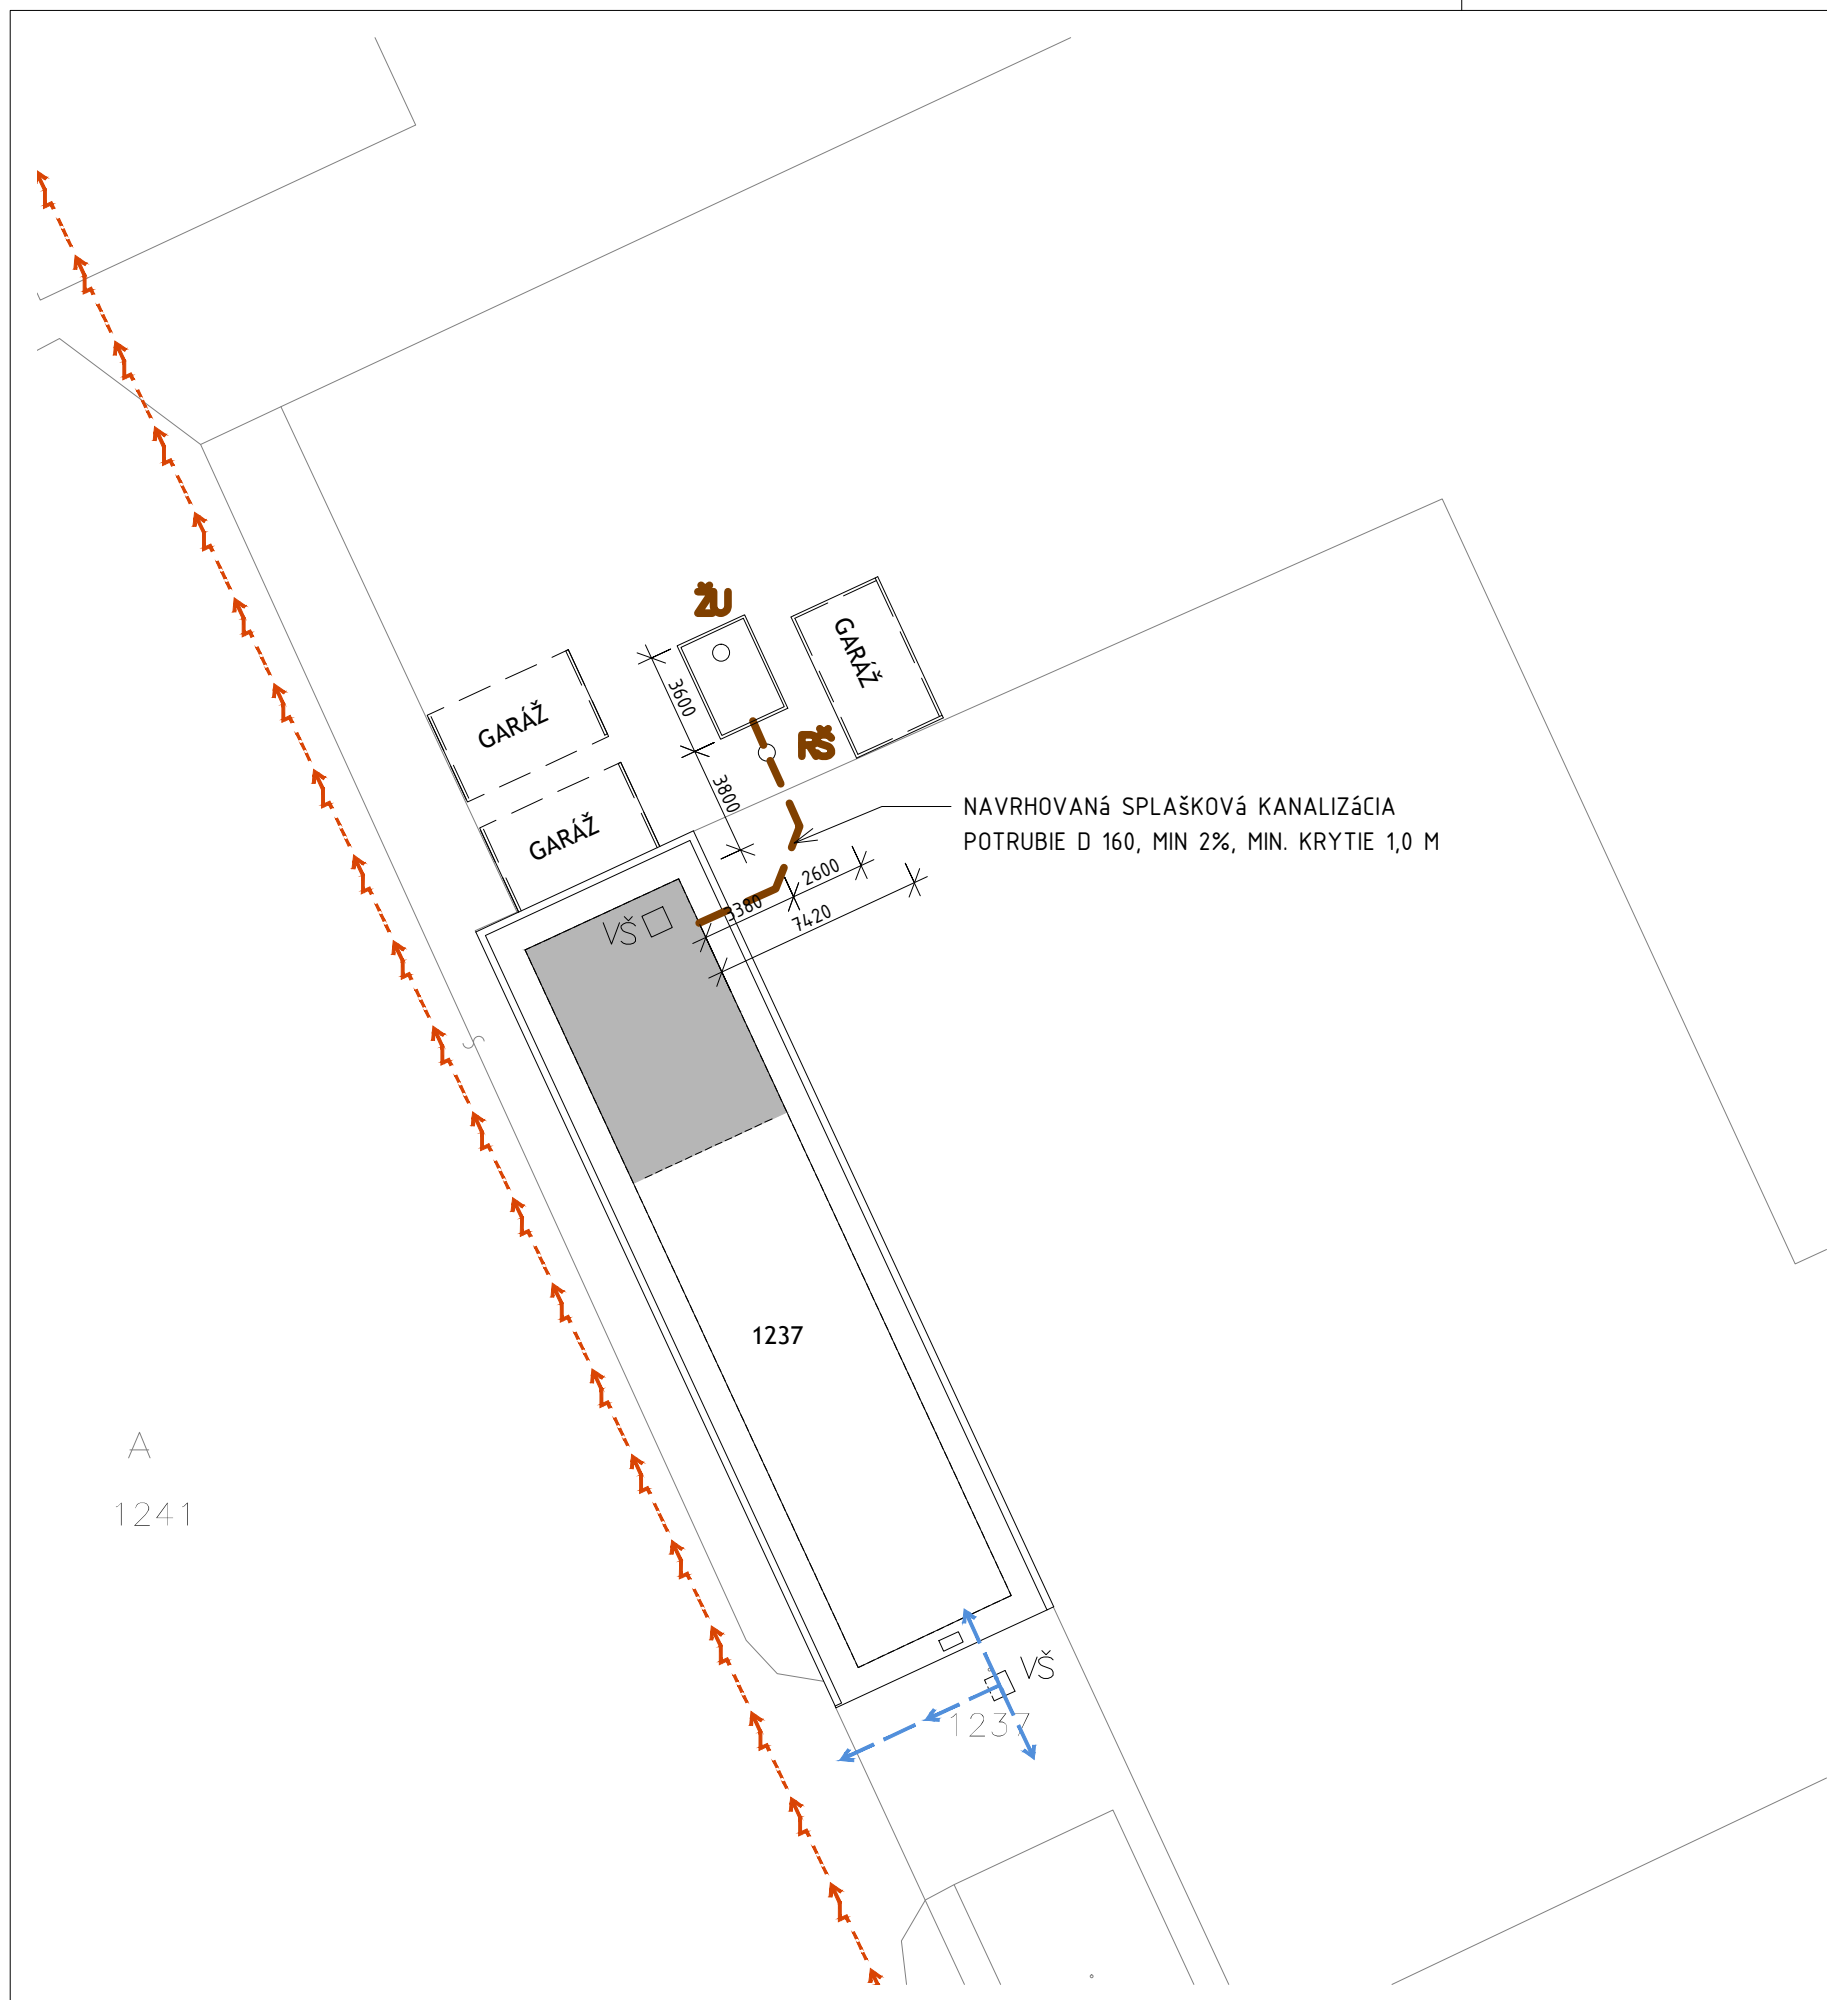 ŽU
GARÁŽ
GARÁŽ
3600
RŠ
3800
NAVRHOVANá SPLAšKOVá KANALIZáCIA
POTRUBIE D 160, MIN 2%, MIN. KRYTIE 1,0 M
GARÁŽ
2600
3380
7420
VŠ
S
1237
A
1241
VŠ
1237